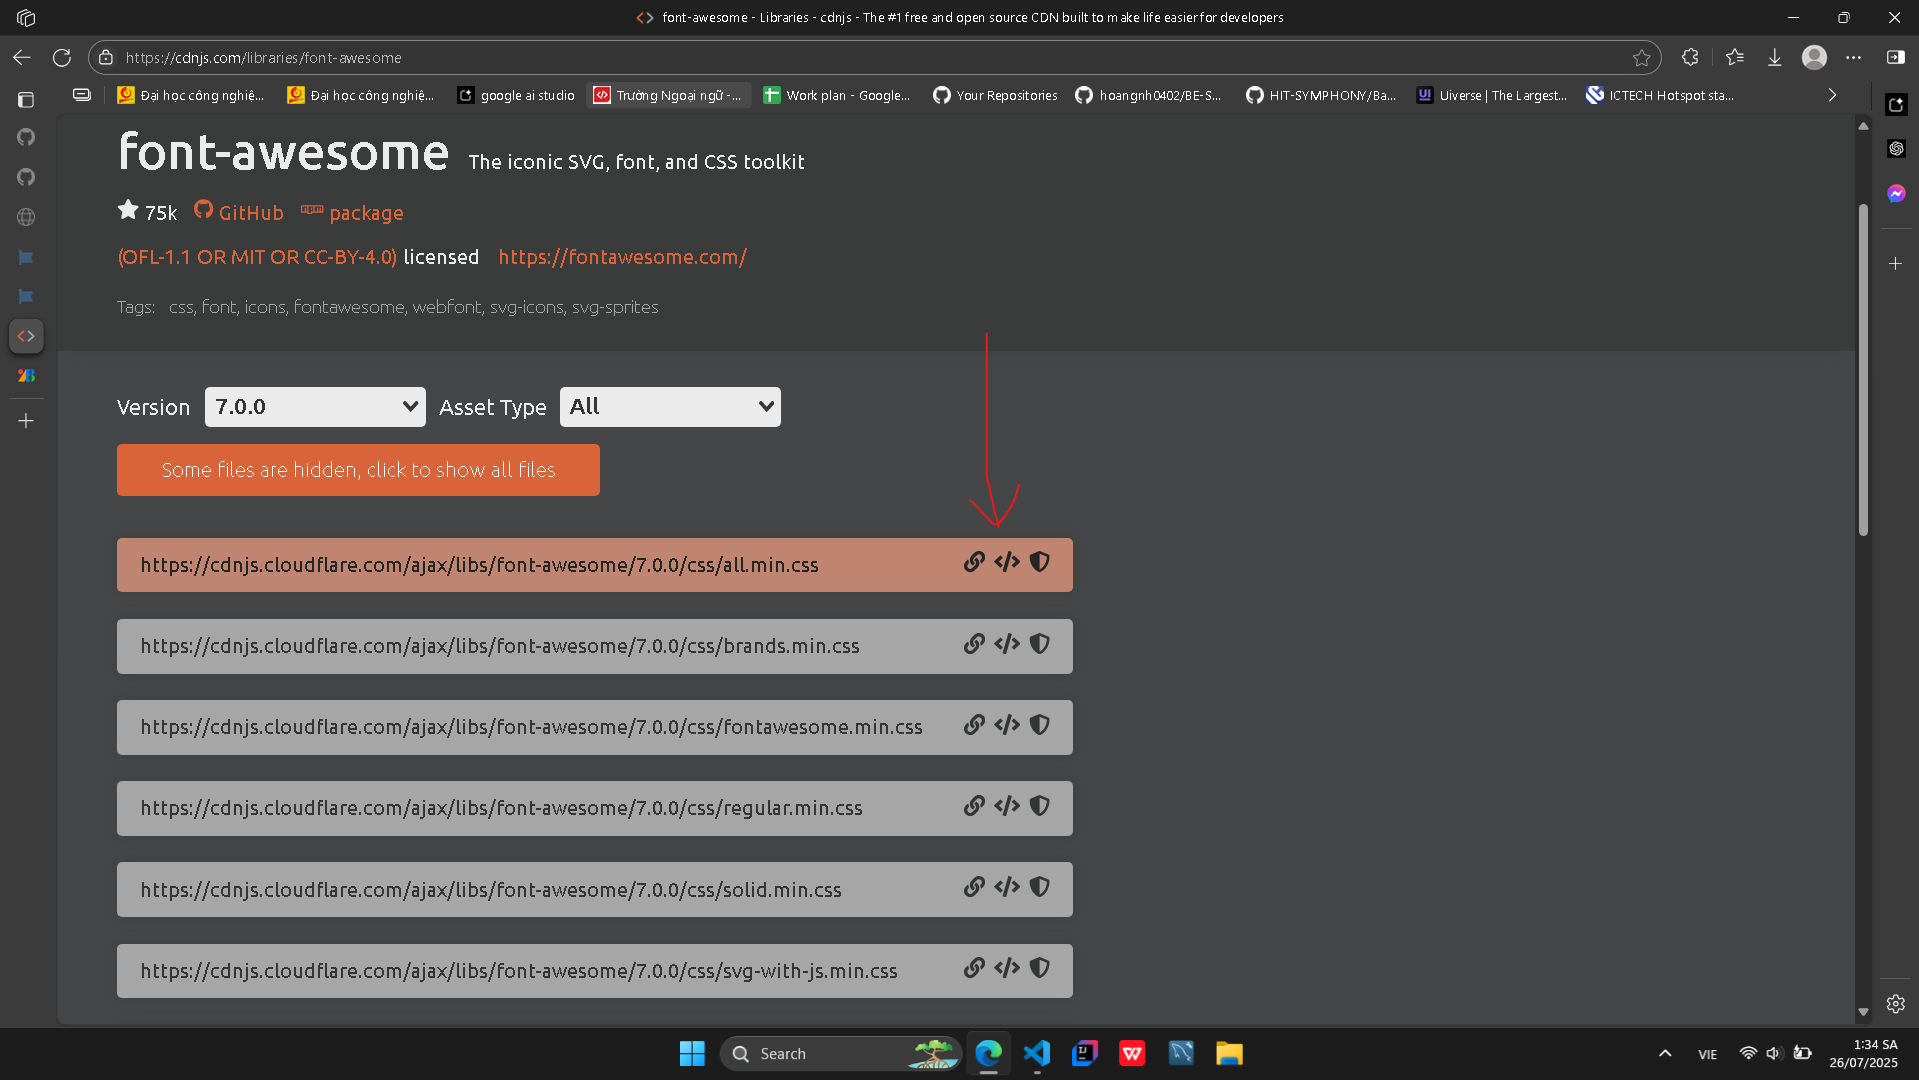 font-awesome - Libraries - cdnjs - The #1 free and open source CDN built to make life easier for developers
https://cdnjs.com/libraries/font-awesome
Đại học công nghiệ...
Đại học công nghiệ...
google ai studio
Trường Ngoại ngữ -...
Work plan - Google...
Your Repositories
hoangnh0402/BE-S...
HIT-SYMPHONY/Ba...
Uiverse | The Largest...
ICTECH Hotspot sta...
font-awesome The iconic SVG, font, and CSS toolkit
75k GitHub package
(OFL-1.1 OR MIT OR CC-BY-4.0) licensed https://fontawesome.com/
Tags: css, font, icons, fontawesome, webfont, svg-icons, svg-sprites
Version 7.0.0 Asset Type All
Some files are hidden, click to show all files
https://cdnjs.cloudflare.com/ajax/libs/font-awesome/7.0.0/css/all.min.css
https://cdnjs.cloudflare.com/ajax/libs/font-awesome/7.0.0/css/brands.min.css
https://cdnjs.cloudflare.com/ajax/libs/font-awesome/7.0.0/css/fontawesome.min.css
https://cdnjs.cloudflare.com/ajax/libs/font-awesome/7.0.0/css/regular.min.css
https://cdnjs.cloudflare.com/ajax/libs/font-awesome/7.0.0/css/solid.min.css
https://cdnjs.cloudflare.com/ajax/libs/font-awesome/7.0.0/css/svg-with-js.min.css
Search
VIE
1:34 SA
26/07/2025